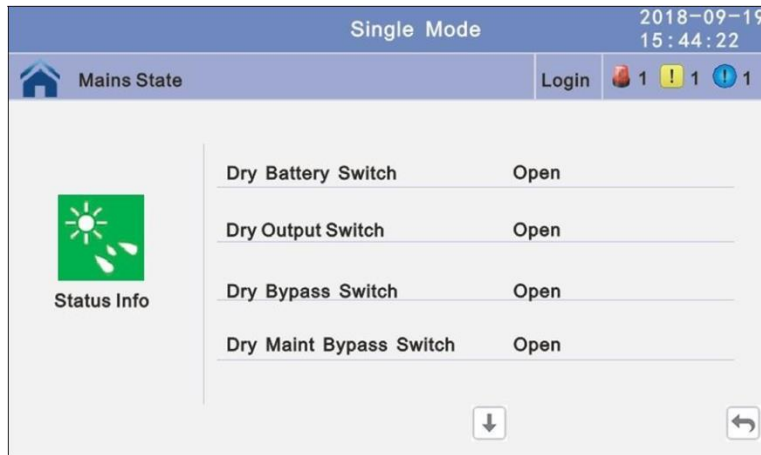 Single Mode
2018-09-19
15:44:22
Mains State
Login
1
! 1
! 1
Dry Battery Switch Open
Dry Output Switch Open
Dry Bypass Switch Open
Dry Maint Bypass Switch Open
Status Info